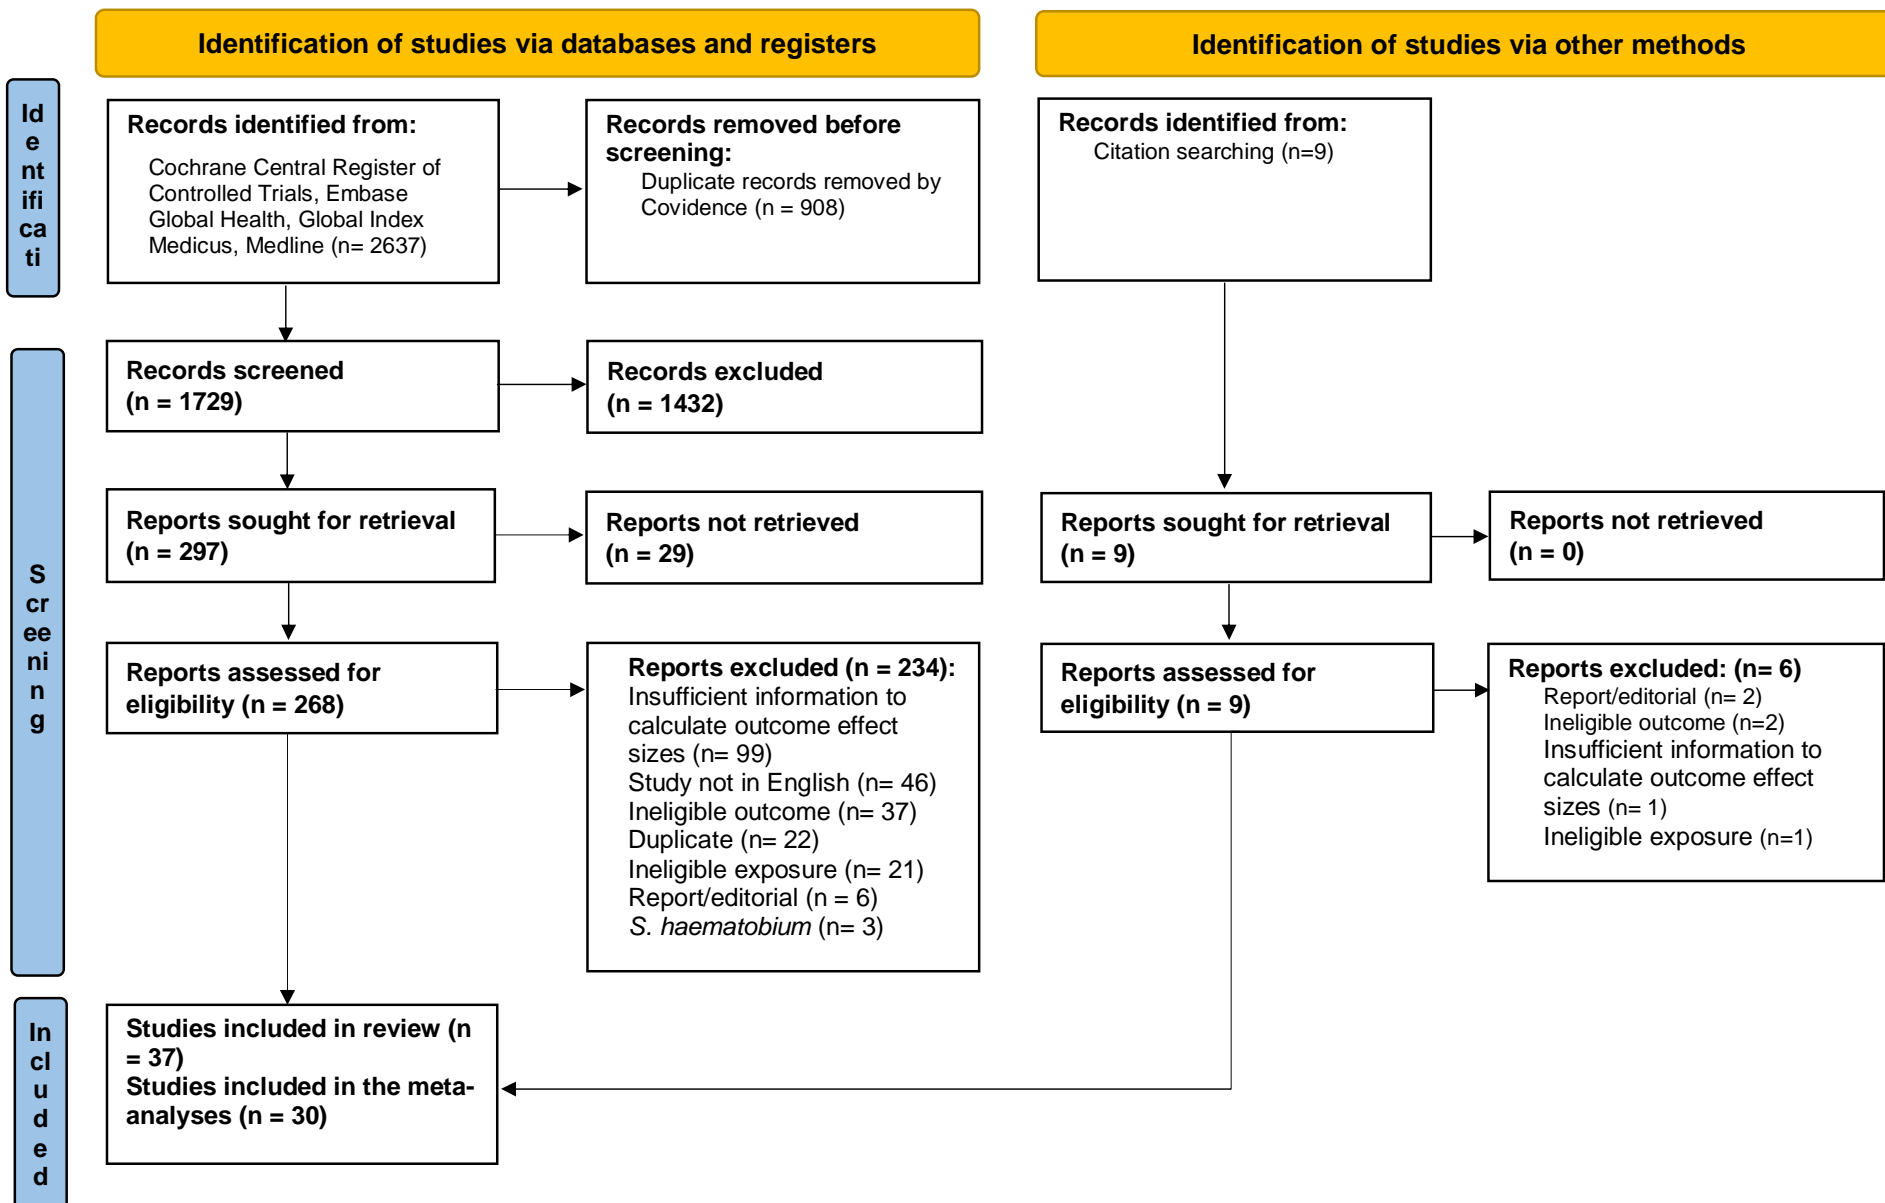 Identification of studies via databases and registers
Identification of studies via other methods
Id
e
nt
ifi
ca
ti
Records identified from:
Cochrane Central Register of
Controlled Trials, Embase
Global Health, Global Index
Medicus, Medline (n= 2637)
Records removed before
screening:
Duplicate records removed by
Covidence (n = 908)
Records identified from:
Citation searching (n=9)
S
cr
ee
ni
n
g
Records screened
(n = 1729)
Records excluded
(n = 1432)
Reports sought for retrieval
(n = 297)
Reports not retrieved
(n = 29)
Reports sought for retrieval
(n = 9)
Reports not retrieved
(n = 0)
Reports assessed for
eligibility (n = 268)
Reports excluded (n = 234):
Insufficient information to
calculate outcome effect
sizes (n= 99)
Study not in English (n= 46)
Ineligible outcome (n= 37)
Duplicate (n= 22)
Ineligible exposure (n= 21)
Report/editorial (n = 6)
S. haematobium (n= 3)
Reports assessed for
eligibility (n = 9)
Reports excluded: (n= 6)
Report/editorial (n= 2)
Ineligible outcome (n=2)
Insufficient information to
calculate outcome effect
sizes (n= 1)
Ineligible exposure (n=1)
In
cl
u
d
e
d
Studies included in review (n
= 37)
Studies included in the meta-
analyses (n = 30)